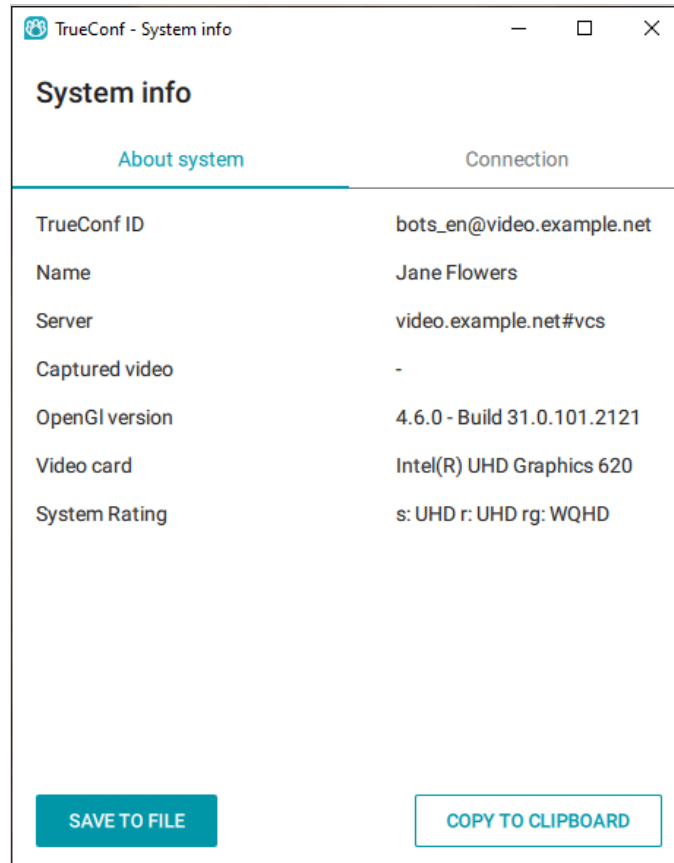 TrueConf - System info
System info
About system Connection
TrueConf ID bots_en@video.example.net
Name Jane Flowers
Server video.example.net#vcs
Captured video -
OpenGl version 4.6.0 - Build 31.0.101.2121
Video card Intel(R) UHD Graphics 620
System Rating s: UHD r: UHD rg: WQHD
SAVE TO FILE COPY TO CLIPBOARD